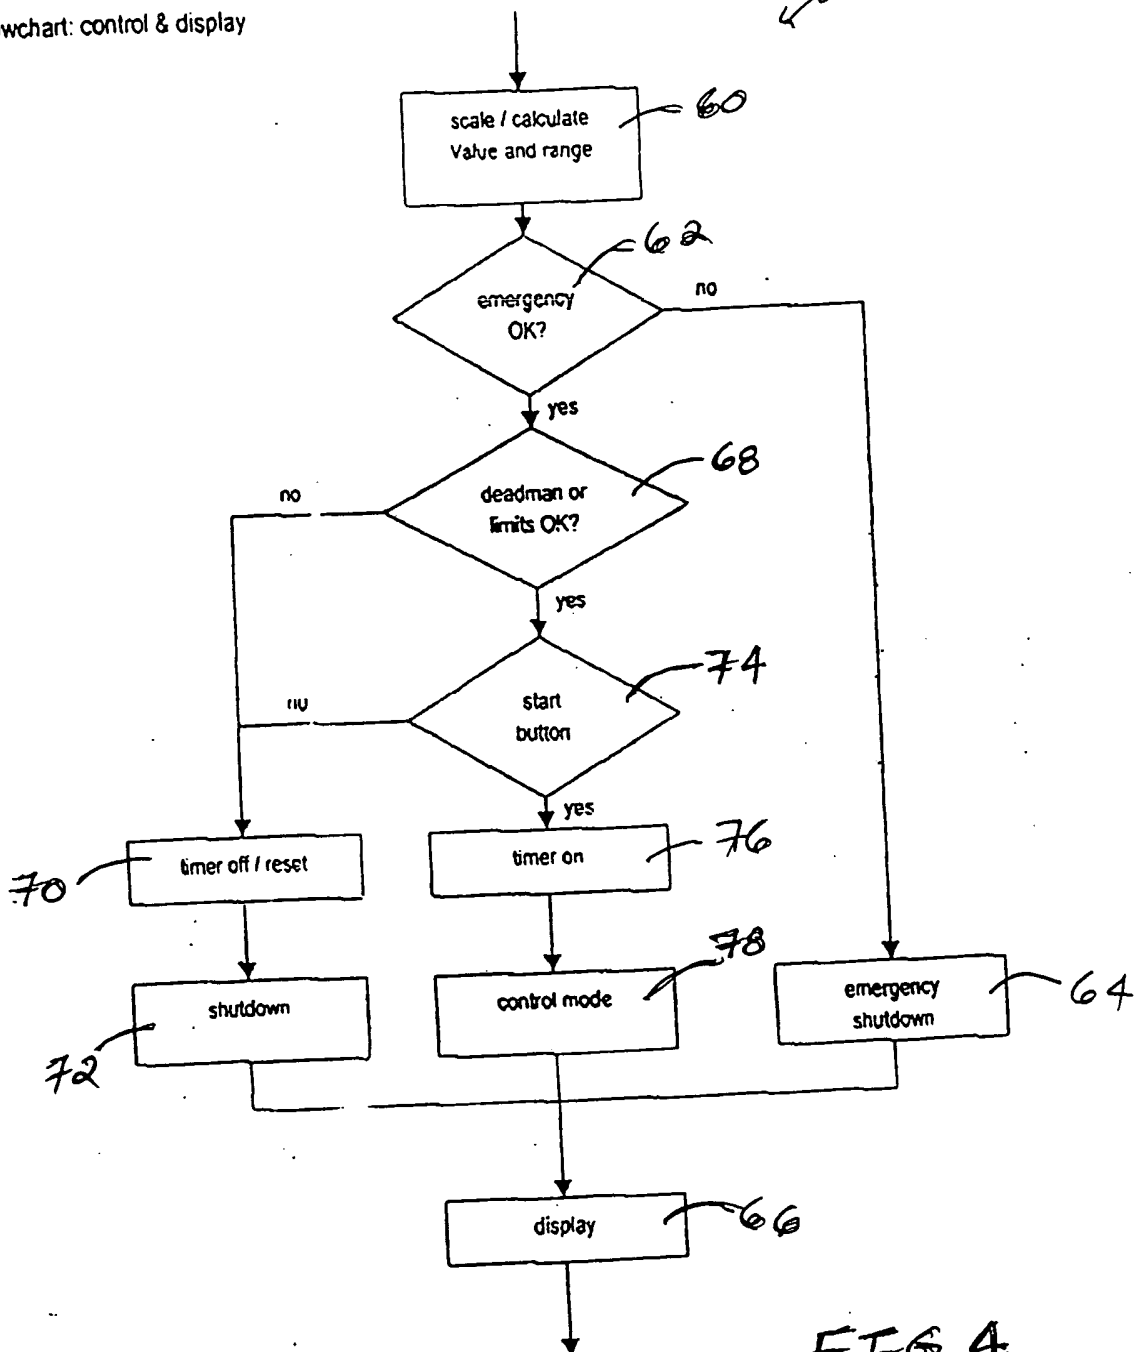 wchart: control & display
scale / calculate
Value and range
60
emergency
OK?
62
no
yes
deadman or
limits OK?
68
no
yes
start
button
74
no
yes
timer off / reset
70
timer on
76
shutdown
72
control mode
78
emergency
shutdown
64
display
66
FIG 4